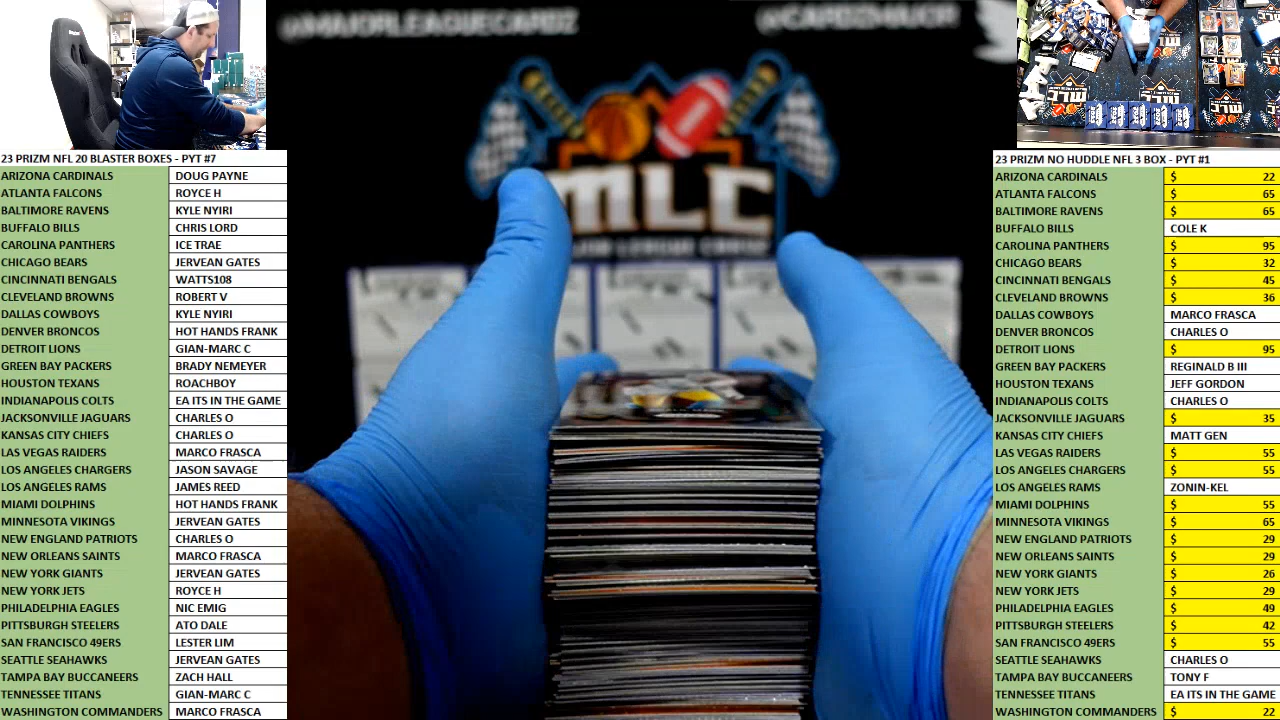 @MAJORLEAGUECARDZ
@CARDZMAJOR
MLC
23 PRIZM NFL 20 BLASTER BOXES - PYT #7
ARIZONA CARDINALS DOUG PAYNE
ATLANTA FALCONS ROYCE H
BALTIMORE RAVENS KYLE NYIRI
BUFFALO BILLS CHRIS LORD
CAROLINA PANTHERS ICE TRAE
CHICAGO BEARS JERVEAN GATES
CINCINNATI BENGALS WATTS108
CLEVELAND BROWNS ROBERT V
DALLAS COWBOYS KYLE NYIRI
DENVER BRONCOS HOT HANDS FRANK
DETROIT LIONS GIAN-MARC C
GREEN BAY PACKERS BRADY NEMEYER
HOUSTON TEXANS ROACHBOY
INDIANAPOLIS COLTS EA ITS IN THE GAME
JACKSONVILLE JAGUARS CHARLES O
KANSAS CITY CHIEFS CHARLES O
LAS VEGAS RAIDERS MARCO FRASCA
LOS ANGELES CHARGERS JASON SAVAGE
LOS ANGELES RAMS JAMES REED
MIAMI DOLPHINS HOT HANDS FRANK
MINNESOTA VIKINGS JERVEAN GATES
NEW ENGLAND PATRIOTS CHARLES O
NEW ORLEANS SAINTS MARCO FRASCA
NEW YORK GIANTS JERVEAN GATES
NEW YORK JETS ROYCE H
PHILADELPHIA EAGLES NIC EMIG
PITTSBURGH STEELERS ATO DALE
SAN FRANCISCO 49ERS LESTER LIM
SEATTLE SEAHAWKS JERVEAN GATES
TAMPA BAY BUCCANEERS ZACH HALL
TENNESSEE TITANS GIAN-MARC C
WASHINGTON COMMANDERS MARCO FRASCA
23 PRIZM NO HUDDLE NFL 3 BOX - PYT #1
ARIZONA CARDINALS $ 22
ATLANTA FALCONS $ 65
BALTIMORE RAVENS $ 65
BUFFALO BILLS COLE K
CAROLINA PANTHERS $ 95
CHICAGO BEARS $ 32
CINCINNATI BENGALS $ 45
CLEVELAND BROWNS $ 36
DALLAS COWBOYS MARCO FRASCA
DENVER BRONCOS CHARLES O
DETROIT LIONS $ 95
GREEN BAY PACKERS REGINALD B III
HOUSTON TEXANS JEFF GORDON
INDIANAPOLIS COLTS CHARLES O
JACKSONVILLE JAGUARS $ 35
KANSAS CITY CHIEFS MATT GEN
LAS VEGAS RAIDERS $ 55
LOS ANGELES CHARGERS $ 55
LOS ANGELES RAMS ZONIN-KEL
MIAMI DOLPHINS $ 55
MINNESOTA VIKINGS $ 65
NEW ENGLAND PATRIOTS $ 29
NEW ORLEANS SAINTS $ 29
NEW YORK GIANTS $ 26
NEW YORK JETS $ 29
PHILADELPHIA EAGLES $ 49
PITTSBURGH STEELERS $ 42
SAN FRANCISCO 49ERS $ 55
SEATTLE SEAHAWKS CHARLES O
TAMPA BAY BUCCANEERS TONY F
TENNESSEE TITANS EA ITS IN THE GAME
WASHINGTON COMMANDERS $ 22